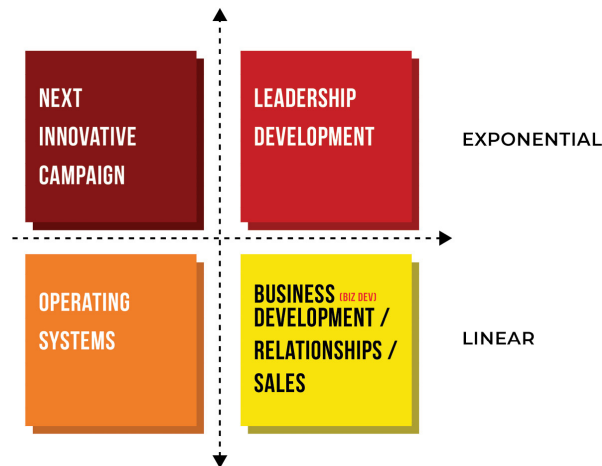 NEXT
INNOVATIVE
CAMPAIGN
LEADERSHIP
DEVELOPMENT
EXPONENTIAL
OPERATING
SYSTEMS
BUSINESS (BIZ DEV)
DEVELOPMENT /
RELATIONSHIPS /
SALES
LINEAR